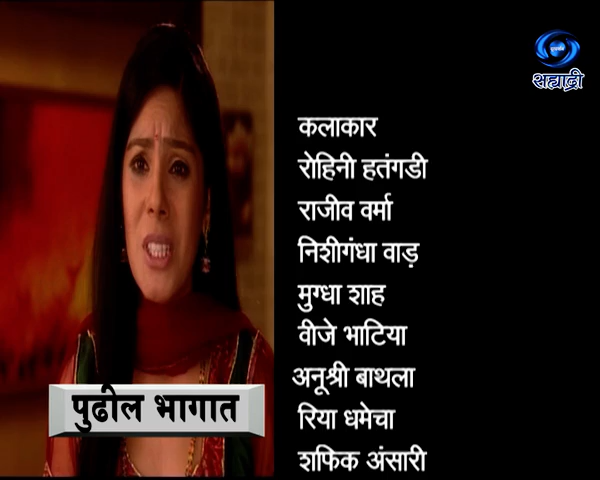 सह्याद्री
कलाकार
रोहिनी हतंगडी
राजीव वर्मा
निशीगंधा वाड़
मुग्धा शाह
वीजे भाटिया
अनूश्री बाथला
रिया धमेचा
शफिक अंसारी
पुढील भागात